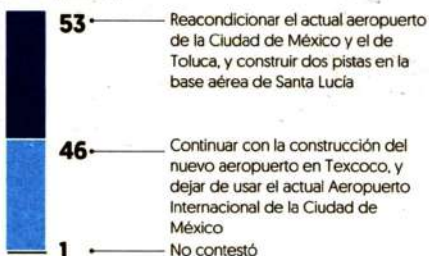 53 Reacondicionar el actual aeropuerto
de la Ciudad de México y el de
Toluca, y construir dos pistas en la
base aérea de Santa Lucía
46 Continuar con la construcción del
nuevo aeropuerto en Texcoco, y
dejar de usar el actual Aeropuerto
Internacional de la Ciudad de
México
1 No contestó